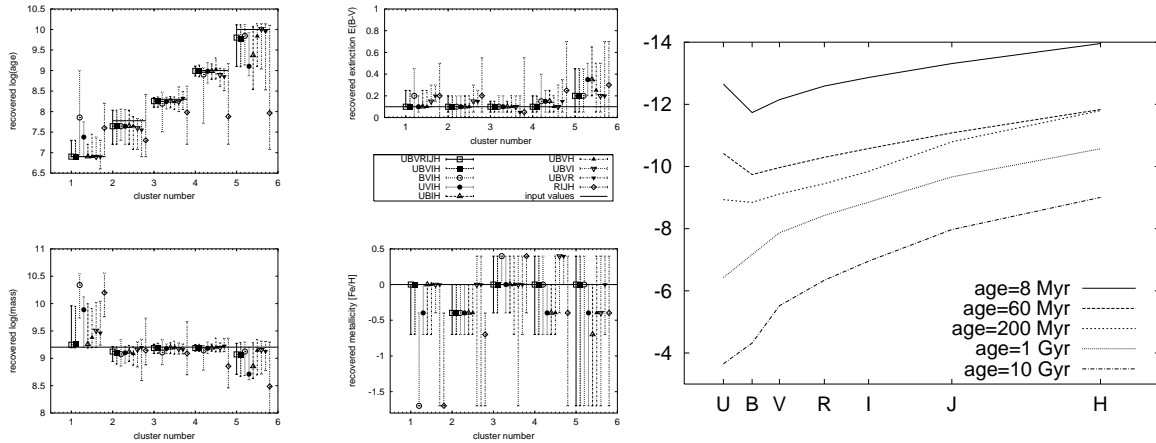 recovered log(age)
10.5
10
9.5
9
8.5
8
7.5
7
6.5
1 2 3 4 5 6
cluster number
recovered extinction E(B-V)
1
0.8
0.6
0.4
0.2
0
1 2 3 4 5 6
cluster number
UBVRIJH
UBVIH
BVIH
UVIH
UBIH
UBVH
UBVI
UBVR
RIJH
input values
recovered log(mass)
11
10.5
10
9.5
9
8.5
8
1 2 3 4 5 6
cluster number
recovered metallicity [Fe/H]
0.5
0
-0.5
-1
-1.5
1 2 3 4 5 6
cluster number
-14
-12
-10
-8
-6
-4
age=8 Myr
age=60 Myr
age=200 Myr
age=1 Gyr
age=10 Gyr
U B V R I J H